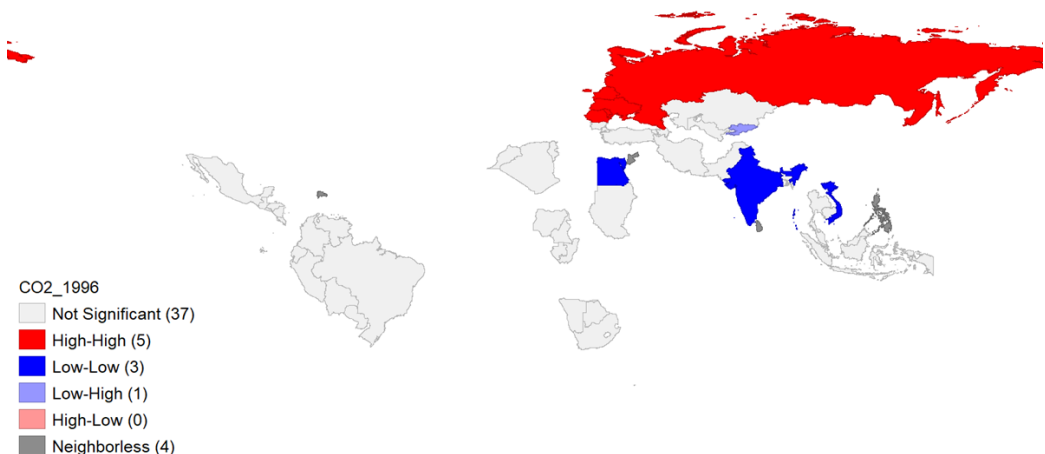 CO2_1996
Not Significant (37)
High-High (5)
Low-Low (3)
Low-High (1)
High-Low (0)
Neighborless (4)